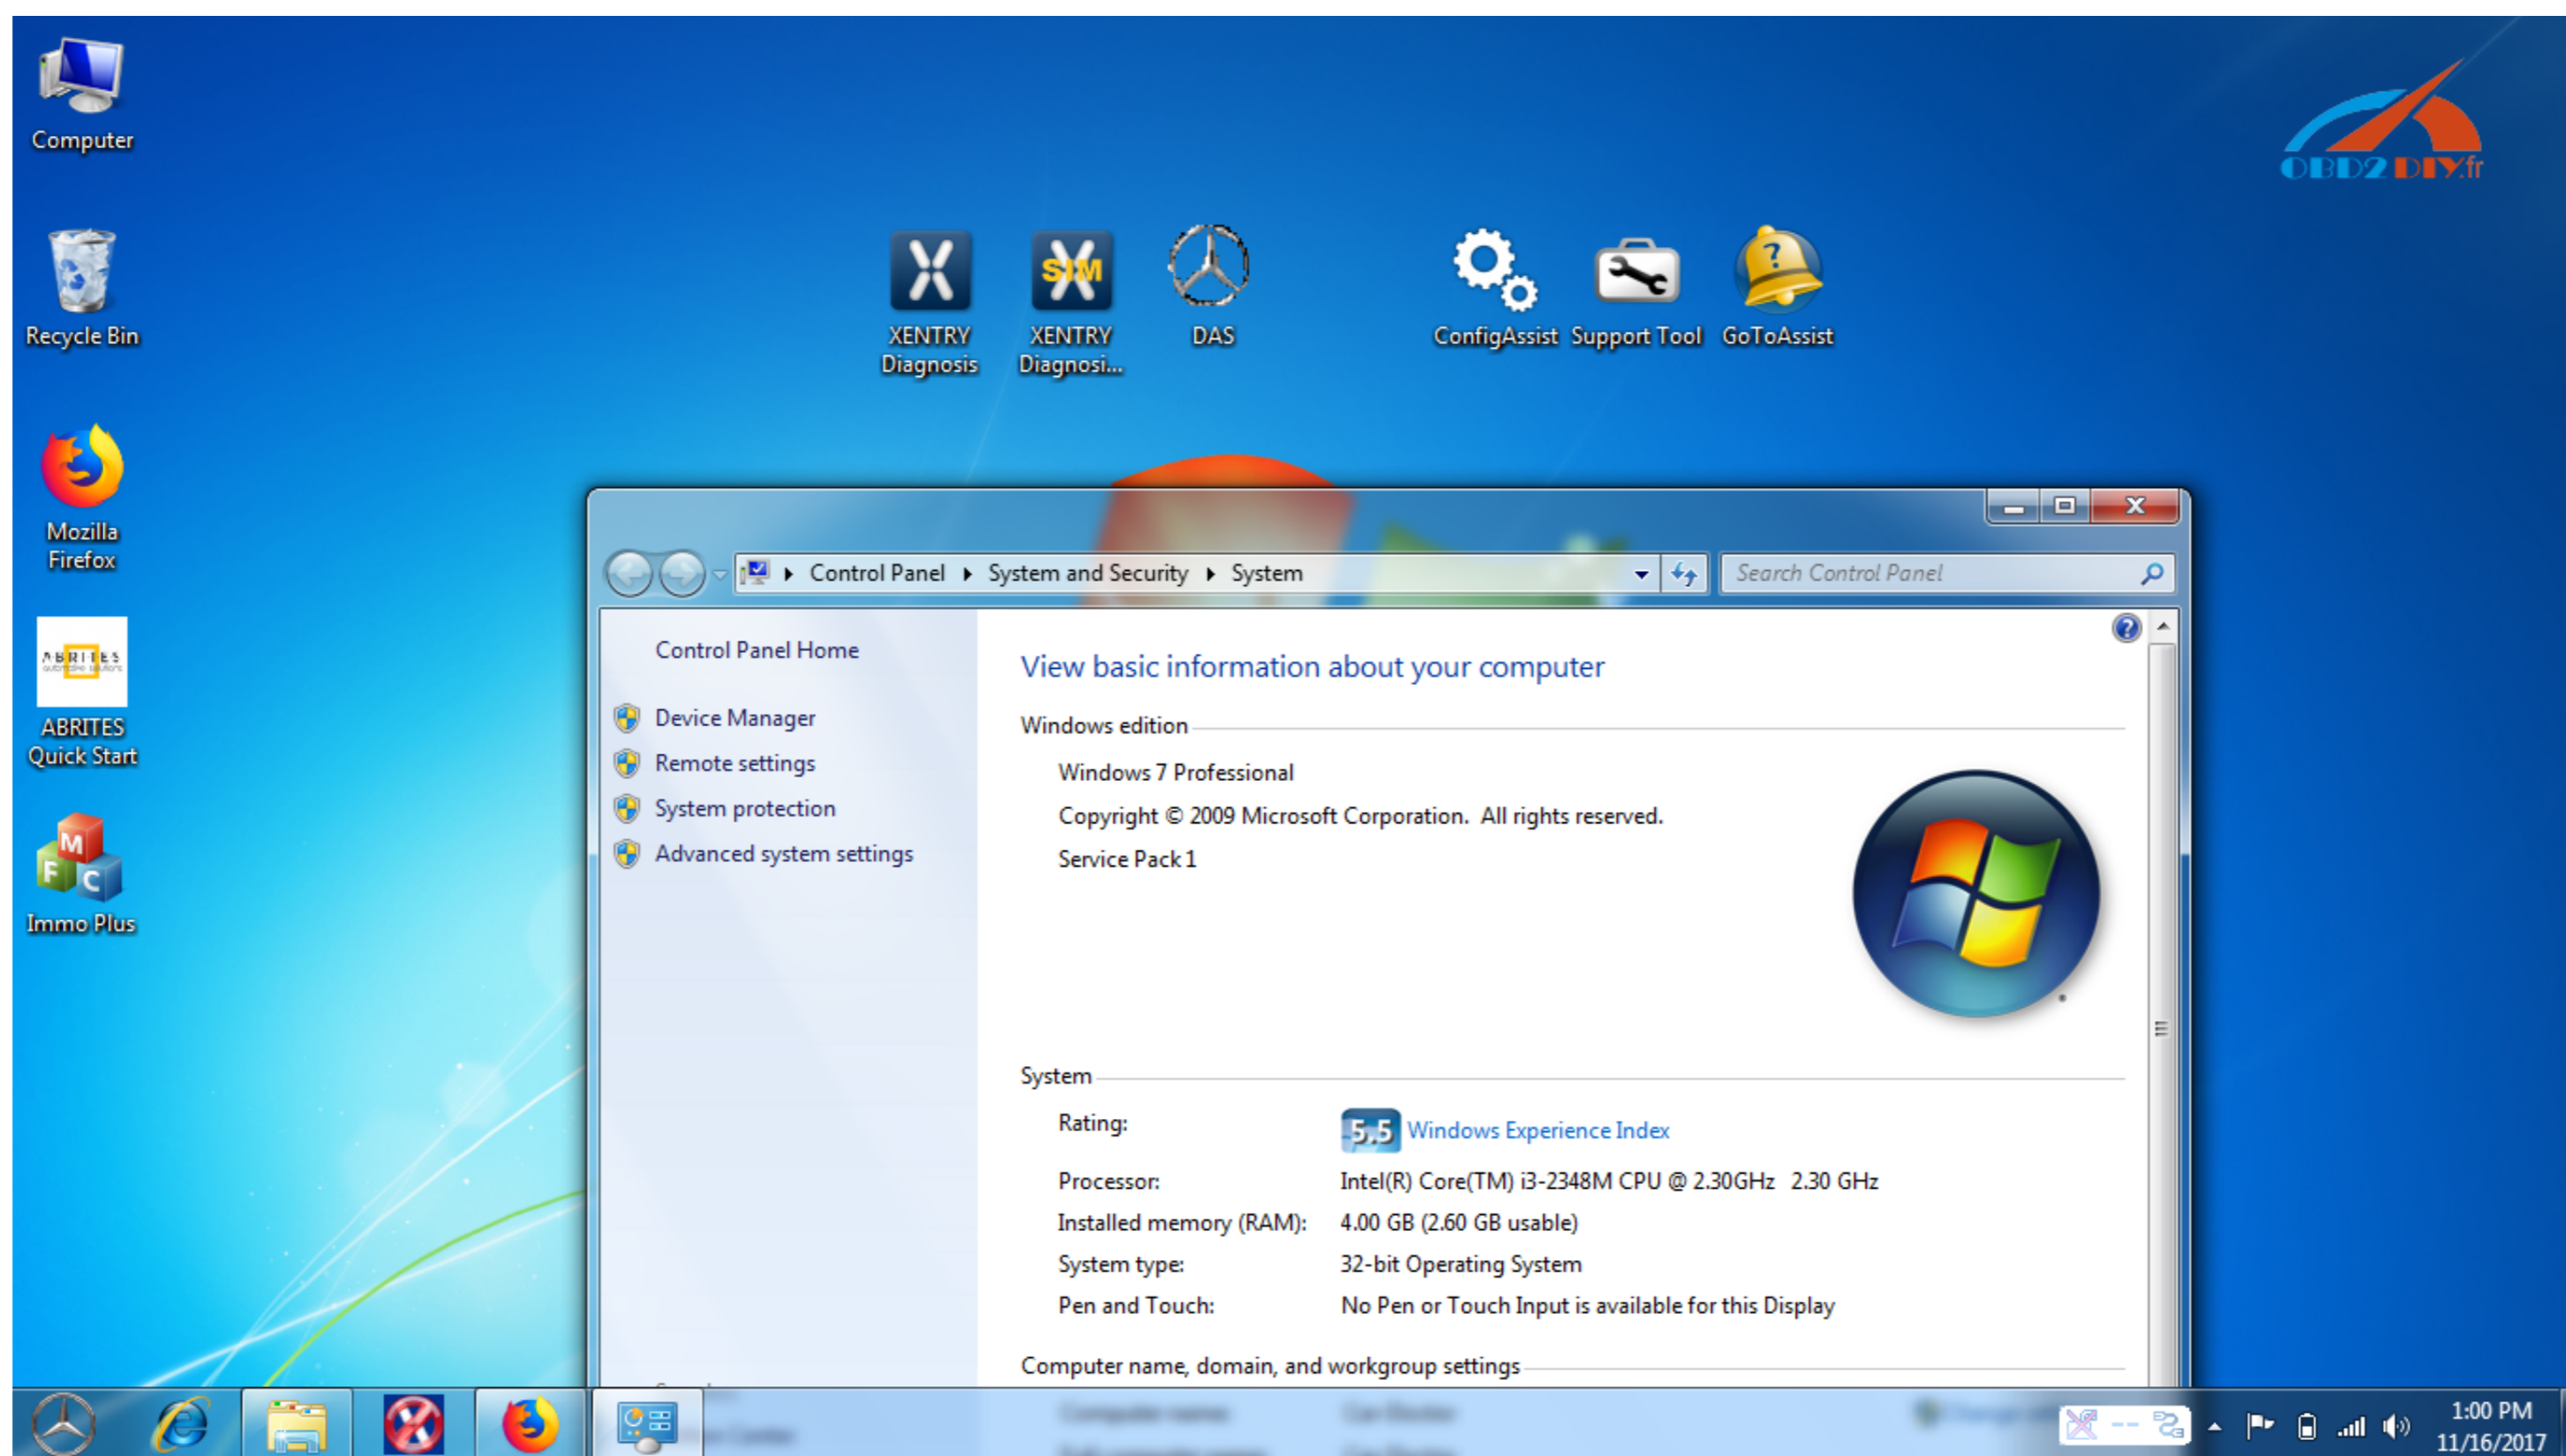 Computer
Recycle Bin
Mozilla
Firefox
ABRITES
ABRITES
Quick Start
M
F C
Immo Plus
OBD2 DIY.fr
SIM
XENTRY
Diagnosis
XENTRY
Diagnosi...
DAS
ConfigAssist
Support Tool
?
GoToAssist
Control Panel
System and Security
System
Search Control Panel
Control Panel Home
Device Manager
Remote settings
System protection
Advanced system settings
View basic information about your computer
Windows edition
Windows 7 Professional
Copyright © 2009 Microsoft Corporation. All rights reserved.
Service Pack 1
System
Rating:
5.5 Windows Experience Index
Processor: Intel(R) Core(TM) i3-2348M CPU @ 2.30GHz 2.30 GHz
Installed memory (RAM): 4.00 GB (2.60 GB usable)
System type: 32-bit Operating System
Pen and Touch: No Pen or Touch Input is available for this Display
Computer name, domain, and workgroup settings
1:00 PM
11/16/2017